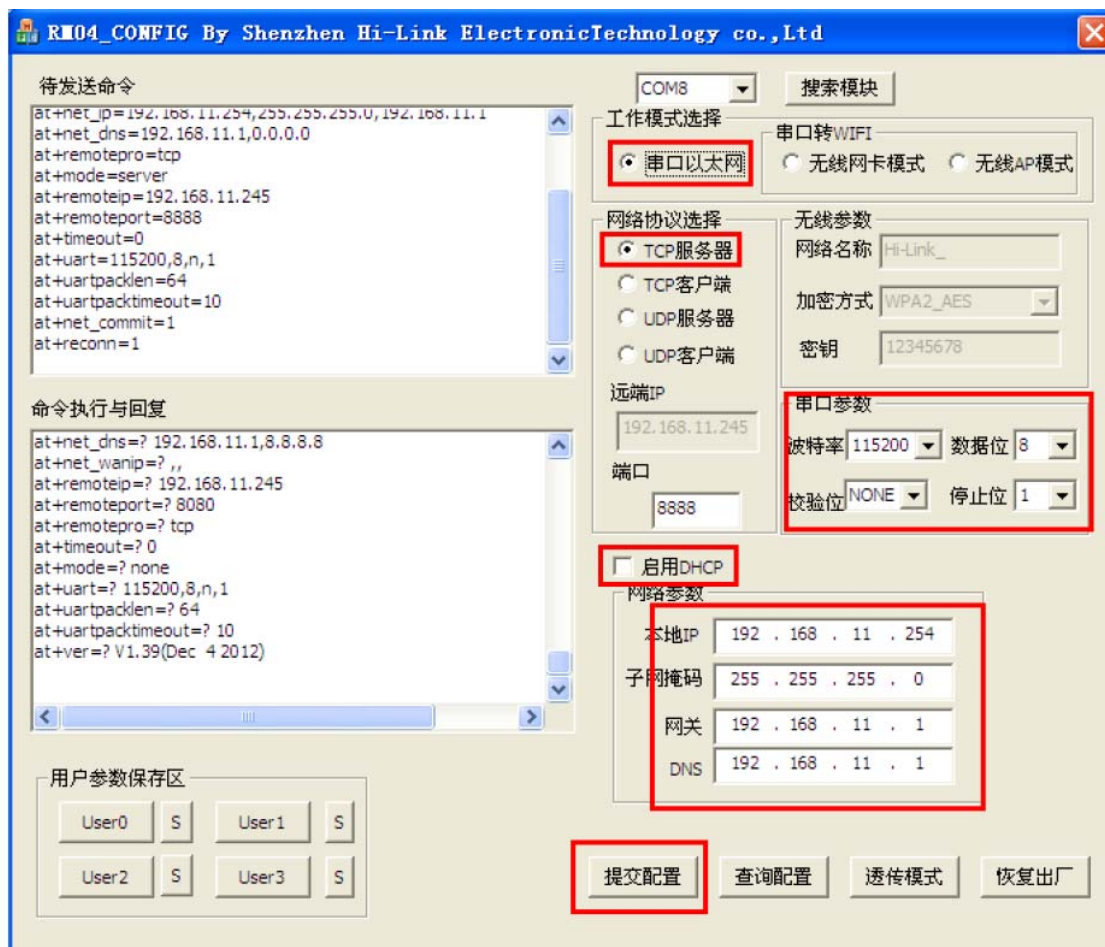 RM04_CONFIG By Shenzhen Hi-Link ElectronicTechnology co.,Ltd
待发送命令
at+net_ip=192.168.11.254,255.255.255.0,192.168.11.1
at+net_dns=192.168.11.1,0.0.0.0
at+remotepro=tcp
at+mode=server
at+remoteip=192.168.11.245
at+remoteport=8888
at+timeout=0
at+uart=115200,8,n,1
at+uartpacklen=64
at+uartpacktimeout=10
at+net_commit=1
at+reconn=1
命令执行与回复
at+net_dns=? 192.168.11.1,8.8.8.8
at+net_wanip=? ,,
at+remoteip=? 192.168.11.245
at+remoteport=? 8080
at+remotepro=? tcp
at+timeout=? 0
at+mode=? none
at+uart=? 115200,8,n,1
at+uartpacklen=? 64
at+uartpacktimeout=? 10
at+ver=? V1.39(Dec 4 2012)
用户参数保存区
User0 S User1 S
User2 S User3 S
COM8 搜索模块
工作模式选择
串口转WIFI
串口以太网 无线网卡模式 无线AP模式
网络协议选择
TCP服务器
TCP客户端
UDP服务器
UDP客户端
远端IP
192.168.11.245
端口
8888
无线参数
网络名称 Hi-Link_
加密方式 WPA2_AES
密钥 12345678
串口参数
波特率 115200 数据位 8
校验位 NONE 停止位 1
启用DHCP
网络参数
本地IP 192 . 168 . 11 . 254
子网掩码 255 . 255 . 255 . 0
网关 192 . 168 . 11 . 1
DNS 192 . 168 . 11 . 1
提交配置 查询配置 透传模式 恢复出厂